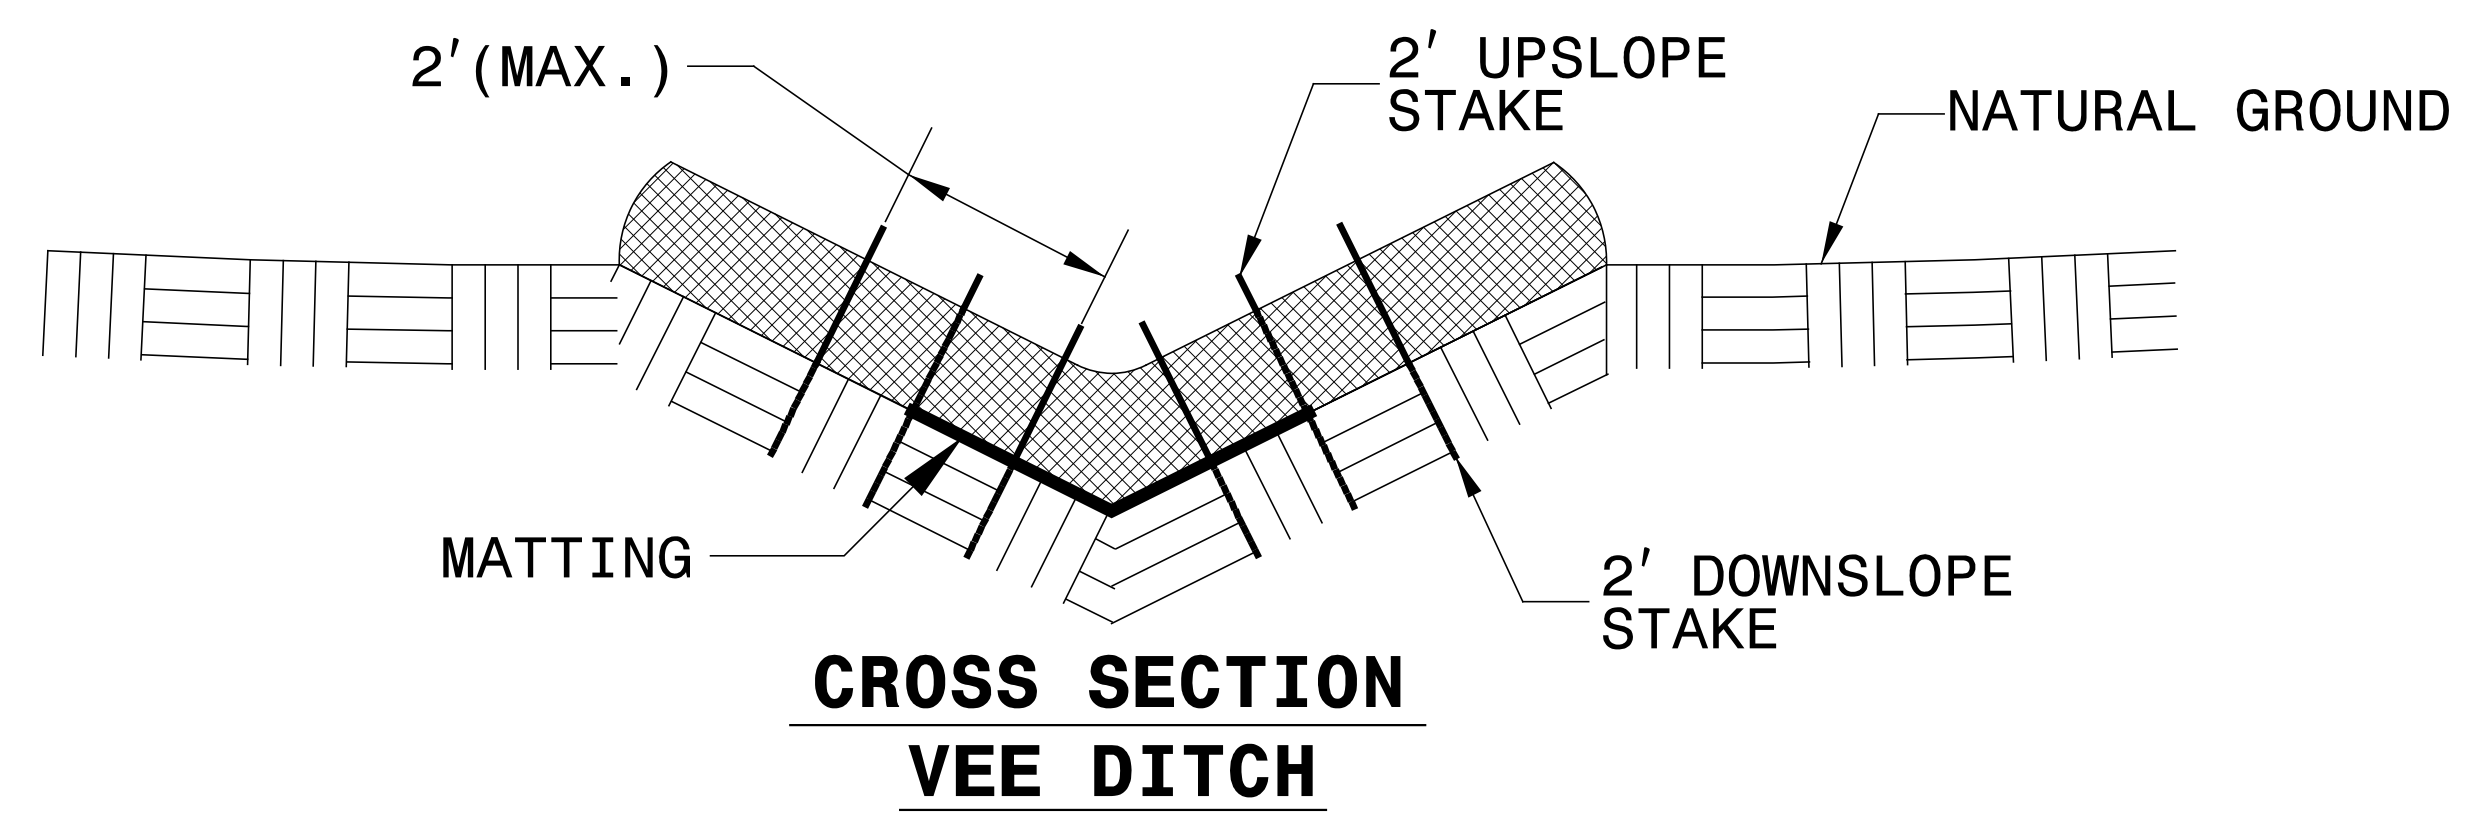 2'(MAX.)
2' UPSLOPE
STAKE
NATURAL GROUND
MATTING
2' DOWNSLOPE
STAKE
CROSS SECTION
VEE DITCH